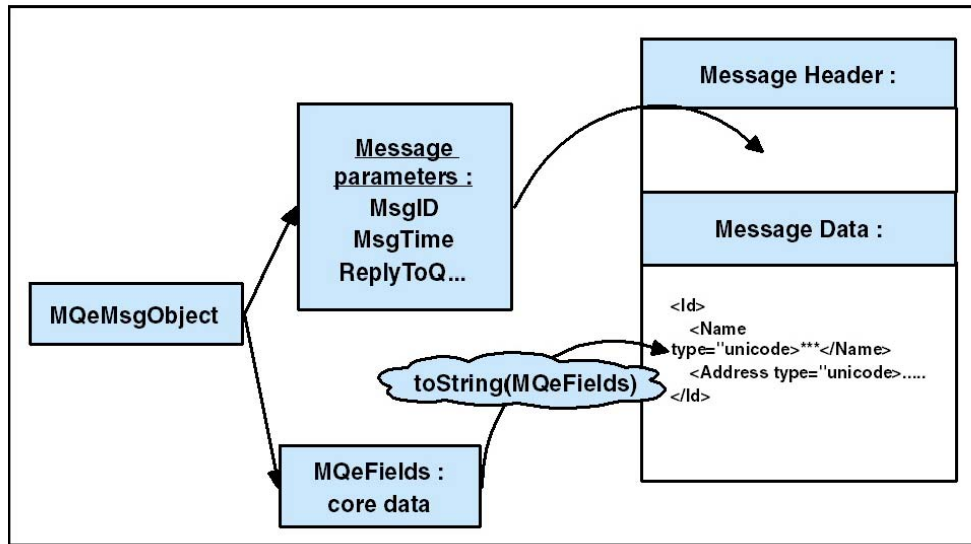 MQeMsgObject
Message
parameters :
MsgID
MsgTime
ReplyToQ...
MQeFields :
core data
toString(MQeFields)
Message Header :
Message Data :
<Id>
<Name
type="unicode>***</Name>
<Address type="unicode>.....
</Id>